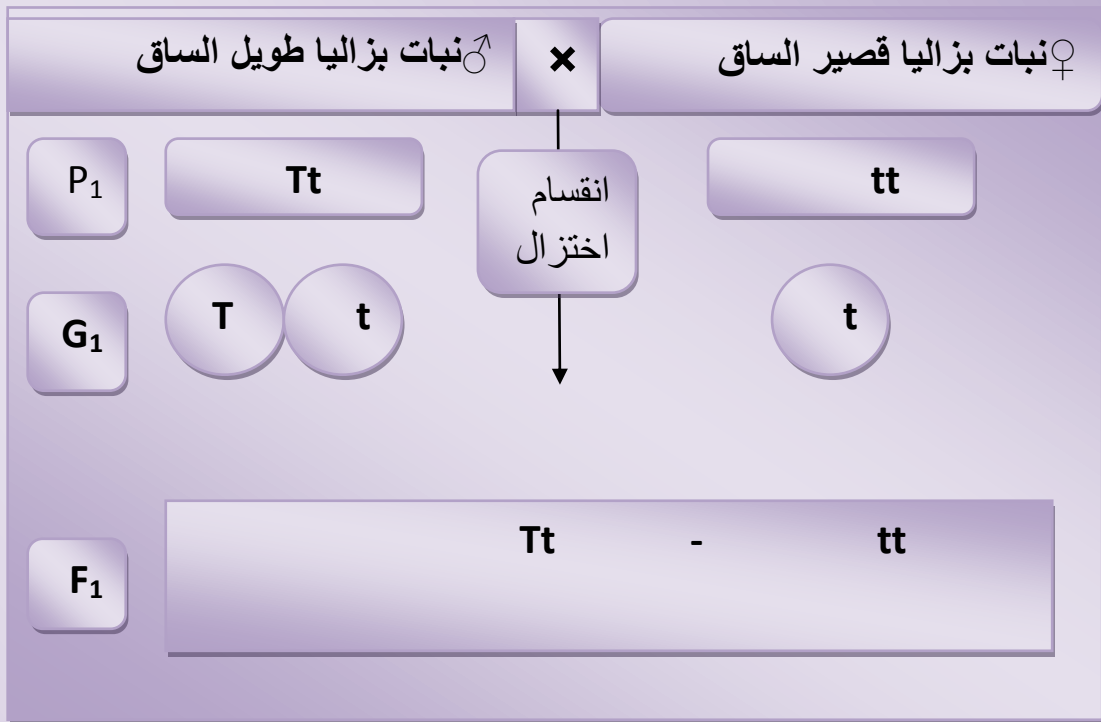 ♀نبات بزاليا قصير الساق
×
♂نبات بزاليا طويل الساق
P₁
Tt
انقسام
اختزال
tt
G₁
T
t
t
F₁
Tt - tt